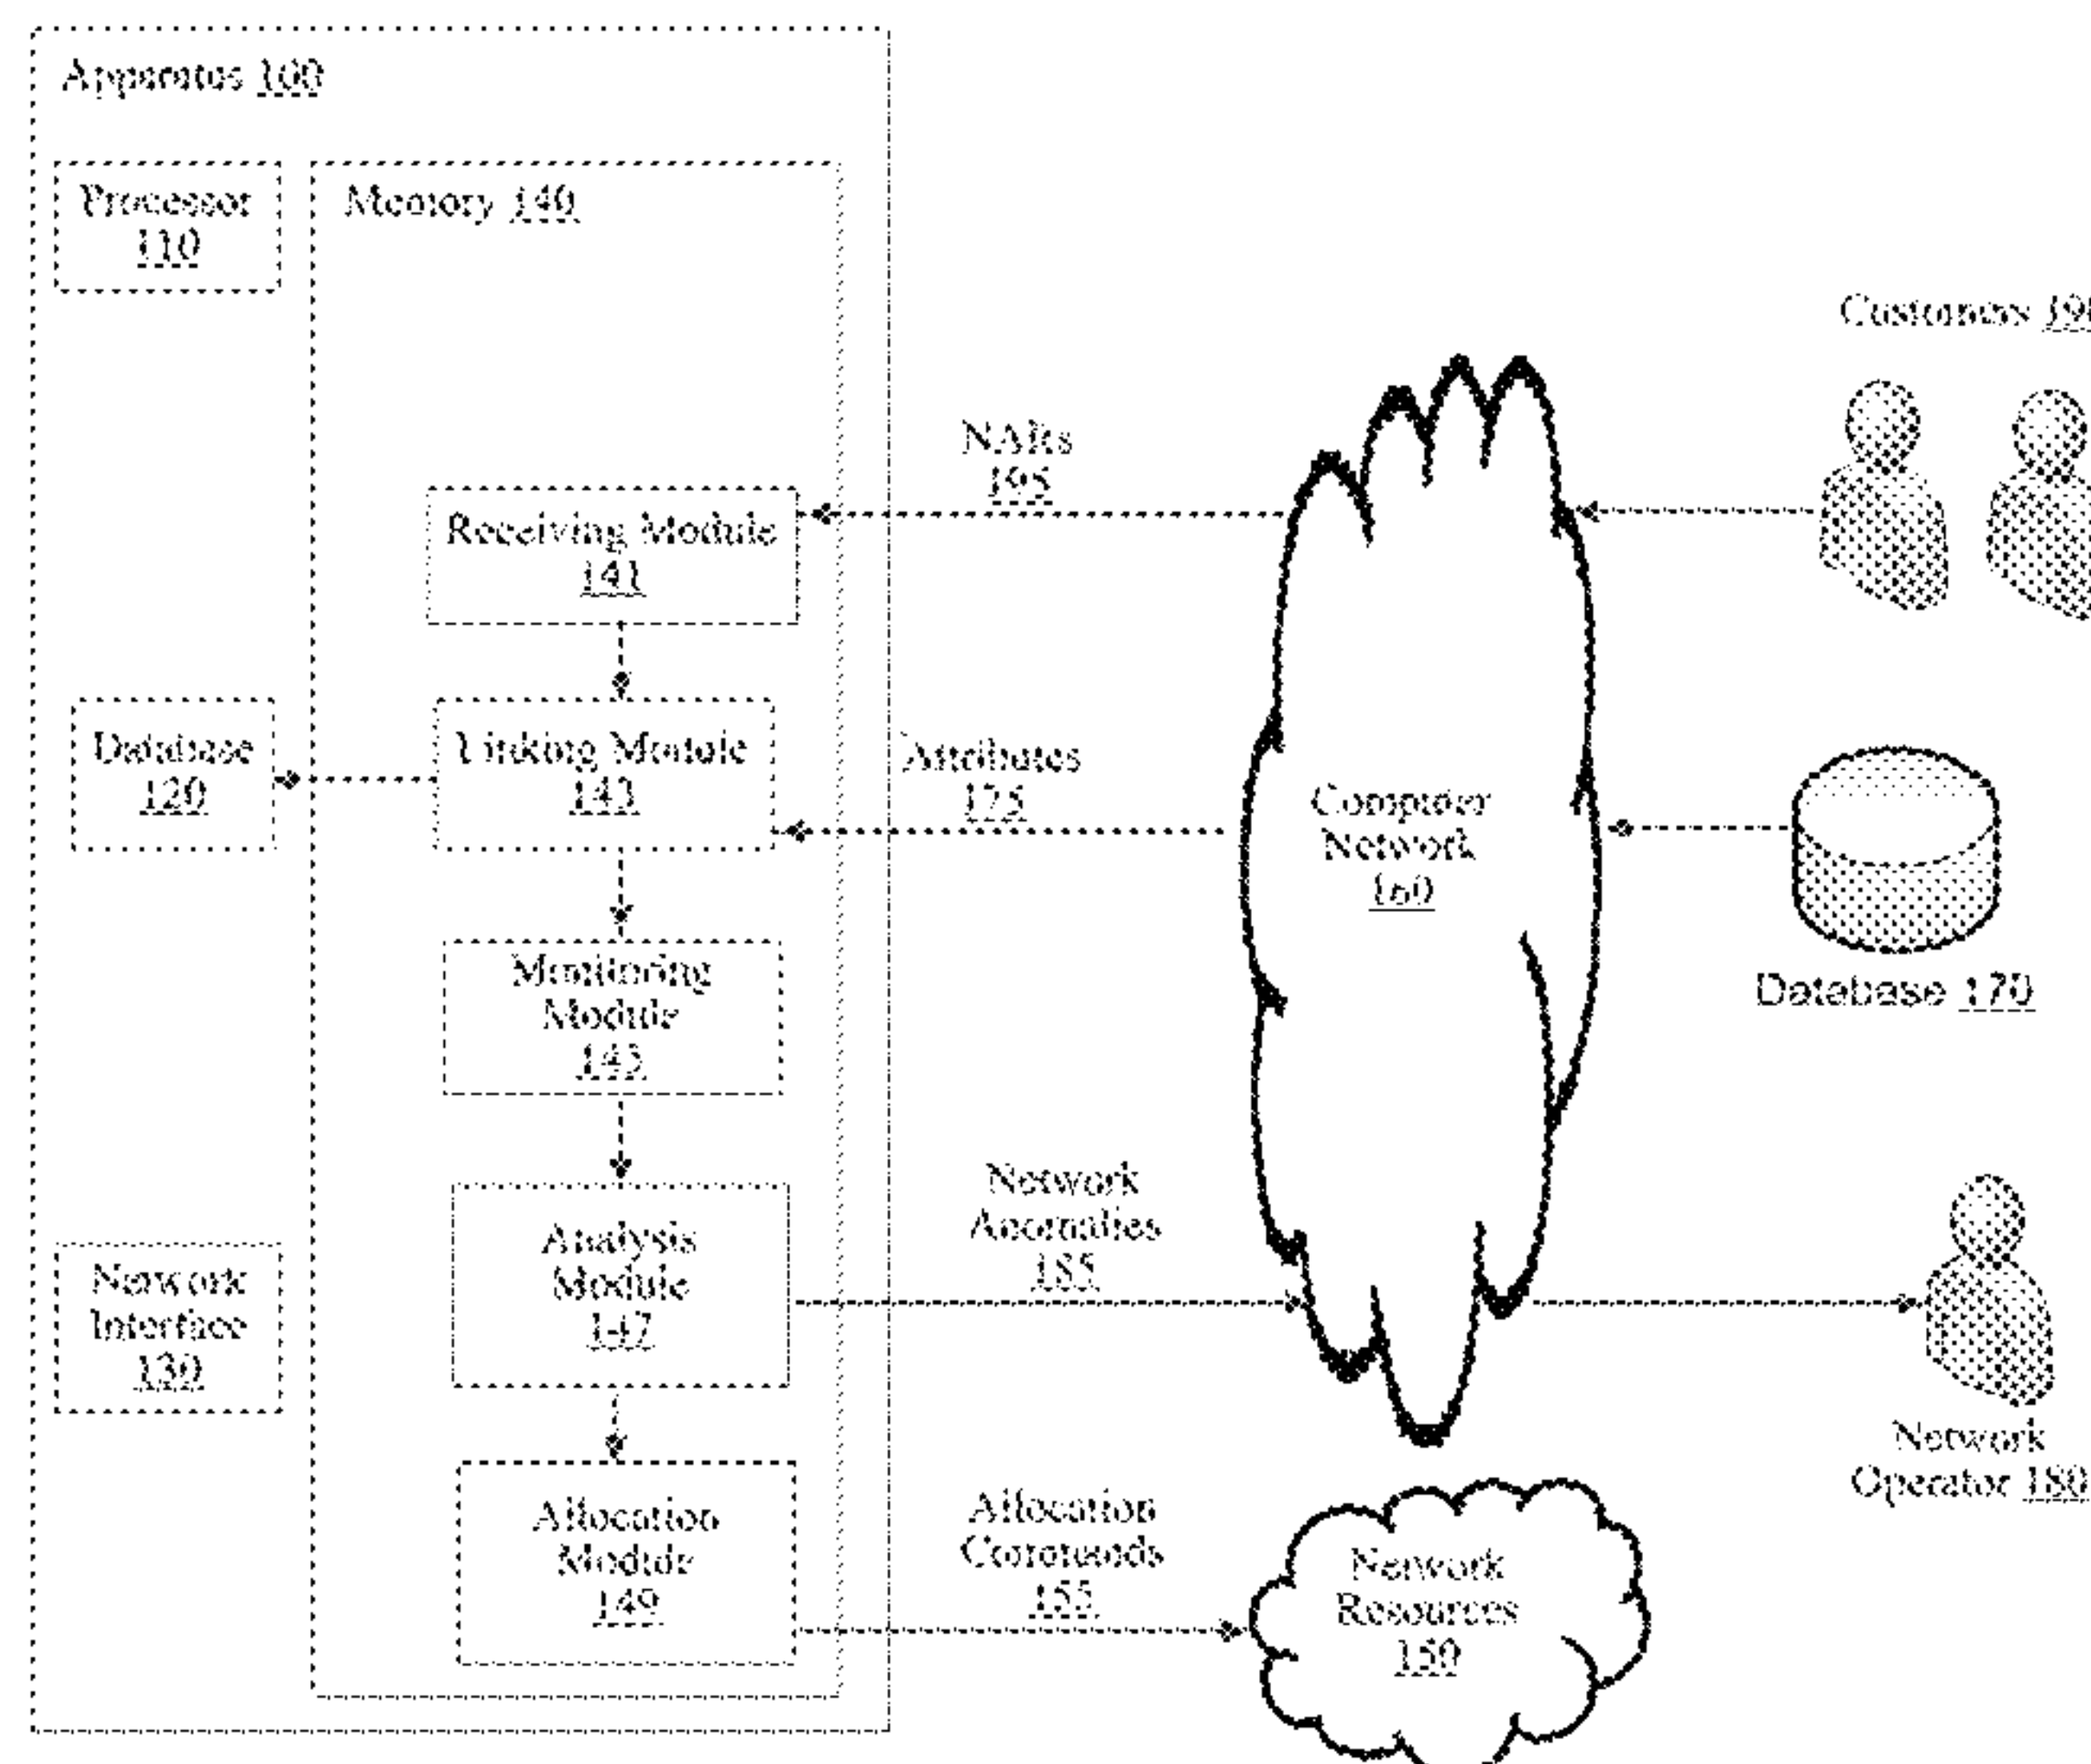 Apparatus 100
Processor
110
Memory 140
Customers
NARs
195
Receiving Module
141
Database
120
Linking Module
143
Attributes
175
Computer
Network
160
Database 170
Monitoring
Module
145
Network
Anomalies
185
Analysis
Module
147
Network
Interface
130
Network
Operator 180
Allocation
Module
149
Allocation
Commands
155
Network
Resources
150